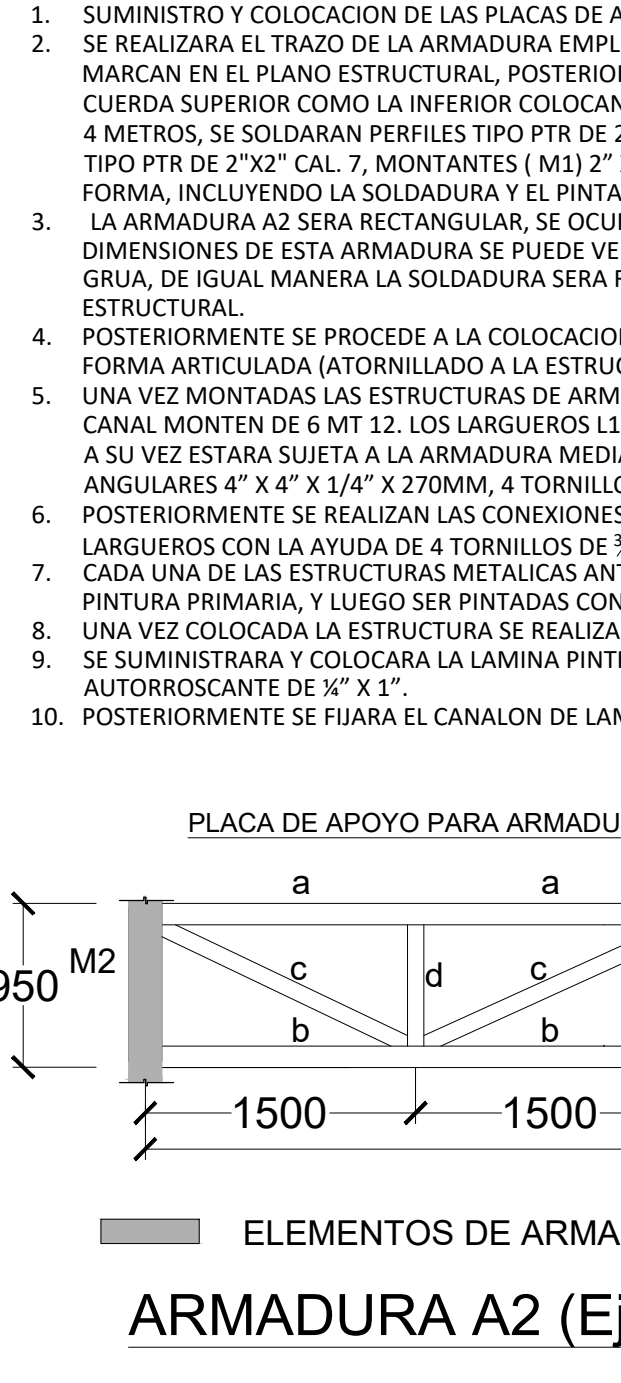 1. SUMINISTRO Y COLOCACION DE LAS PLACAS DE A
2. SE REALIZARA EL TRAZO DE LA ARMADURA EMPL
MARCAN EN EL PLANO ESTRUCTURAL, POSTERIO
CUERDA SUPERIOR COMO LA INFERIOR COLOCAN
4 METROS, SE SOLDARAN PERFILES TIPO PTR DE 2
TIPO PTR DE 2"X2" CAL. 7, MONTANTES ( M1) 2”
FORMA, INCLUYENDO LA SOLDADURA Y EL PINTA
3. LA ARMADURA A2 SERA RECTANGULAR, SE OCU
DIMENSIONES DE ESTA ARMADURA SE PUEDE VE
GRUA, DE IGUAL MANERA LA SOLDADURA SERA
ESTRUCTURAL.
4. POSTERIORMENTE SE PROCEDE A LA COLOCACIO
FORMA ARTICULADA (ATORNILLADO A LA ESTRUC
5. UNA VEZ MONTADAS LAS ESTRUCTURAS DE ARM
CANAL MONTEN DE 6 MT 12. LOS LARGUEROS L1
A SU VEZ ESTARA SUJETA A LA ARMADURA MEDI
ANGULARES 4” X 4” X 1/4” X 270MM, 4 TORNILLO
6. POSTERIORMENTE SE REALIZAN LAS CONEXIONES
LARGUEROS CON LA AYUDA DE 4 TORNILLOS DE
7. CADA UNA DE LAS ESTRUCTURAS METALICAS ANT
PINTURA PRIMARIA, Y LUEGO SER PINTADAS CON
8. UNA VEZ COLOCADA LA ESTRUCTURA SE REALIZA
9. SE SUMINISTRARA Y COLOCARA LA LAMINA PINT
AUTORROSCANTE DE ¼” X 1”.
10. POSTERIORMENTE SE FIJARA EL CANALON DE LAM
PLACA DE APOYO PARA ARMADU
a a
M2 c d c
950
b b
1500 1500
ELEMENTOS DE ARMA
ARMADURA A2 (Ej